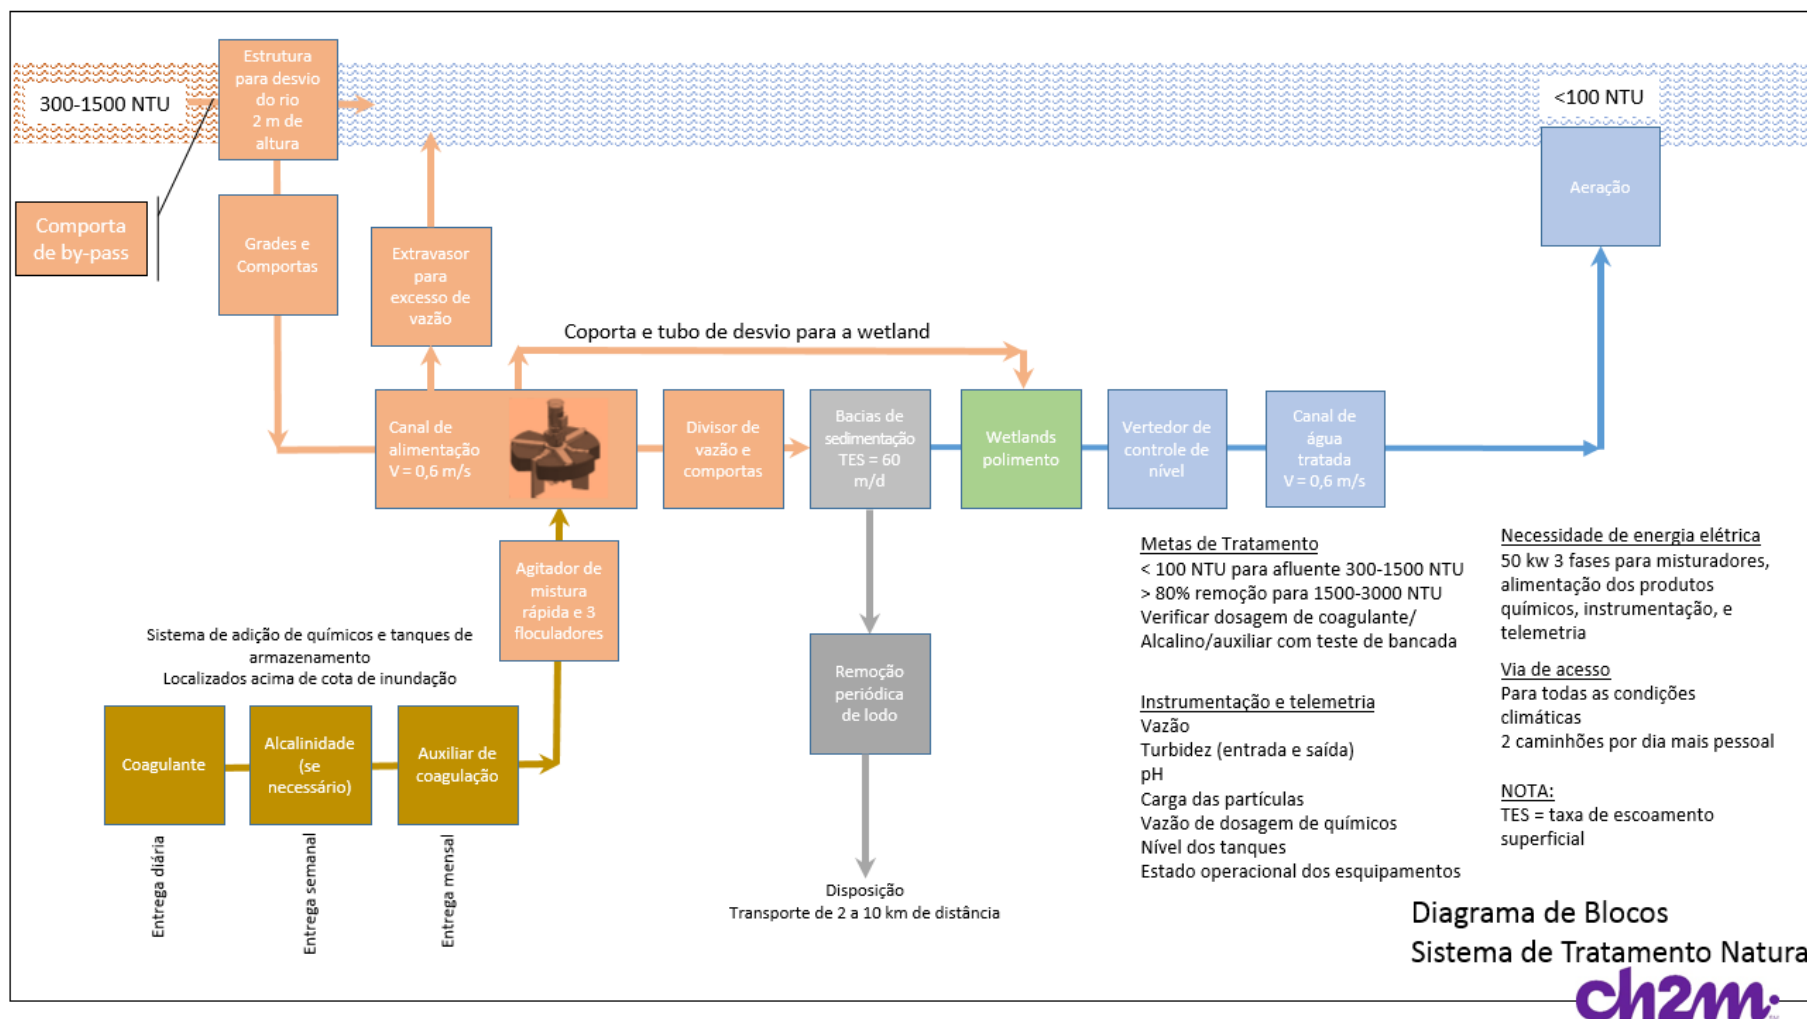 Estrutura
para desvio
do rio
2 m de
altura
300-1500 NTU
<100 NTU
Aeração
Comporta
de by-pass
Grades e
Comportas
Extravasor
para
excesso de
vazão
Coporta e tubo de desvio para a wetland
Canal de
alimentação
V = 0,6 m/s
Divisor de
vazão e
comportas
Bacias de
sedimentação
TES = 60
m/d
Wetlands
polimento
Vertedor de
controle de
nível
Canal de
água
tratada
V = 0,6 m/s
Agitador de
mistura
rápida e 3
floculadores
Sistema de adição de químicos e tanques de
armazenamento
Localizados acima de cota de inundação
Coagulante
Alcalinidade
(se
necessário)
Auxiliar de
coagulação
Entrega diária
Entrega semanal
Entrega mensal
Remoção
periódica
de lodo
Disposição
Transporte de 2 a 10 km de distância
Metas de Tratamento
< 100 NTU para afluente 300-1500 NTU
> 80% remoção para 1500-3000 NTU
Verificar dosagem de coagulante/
Alcalino/auxiliar com teste de bancada
Instrumentação e telemetria
Vazão
Turbidez (entrada e saída)
pH
Carga das partículas
Vazão de dosagem de químicos
Nível dos tanques
Estado operacional dos esquipamentos
Necessidade de energia elétrica
50 kw 3 fases para misturadores,
alimentação dos produtos
químicos, instrumentação, e
telemetria
Via de acesso
Para todas as condições
climáticas
2 caminhões por dia mais pessoal
NOTA:
TES = taxa de escoamento
superficial
Diagrama de Blocos
Sistema de Tratamento Natura
ch2m